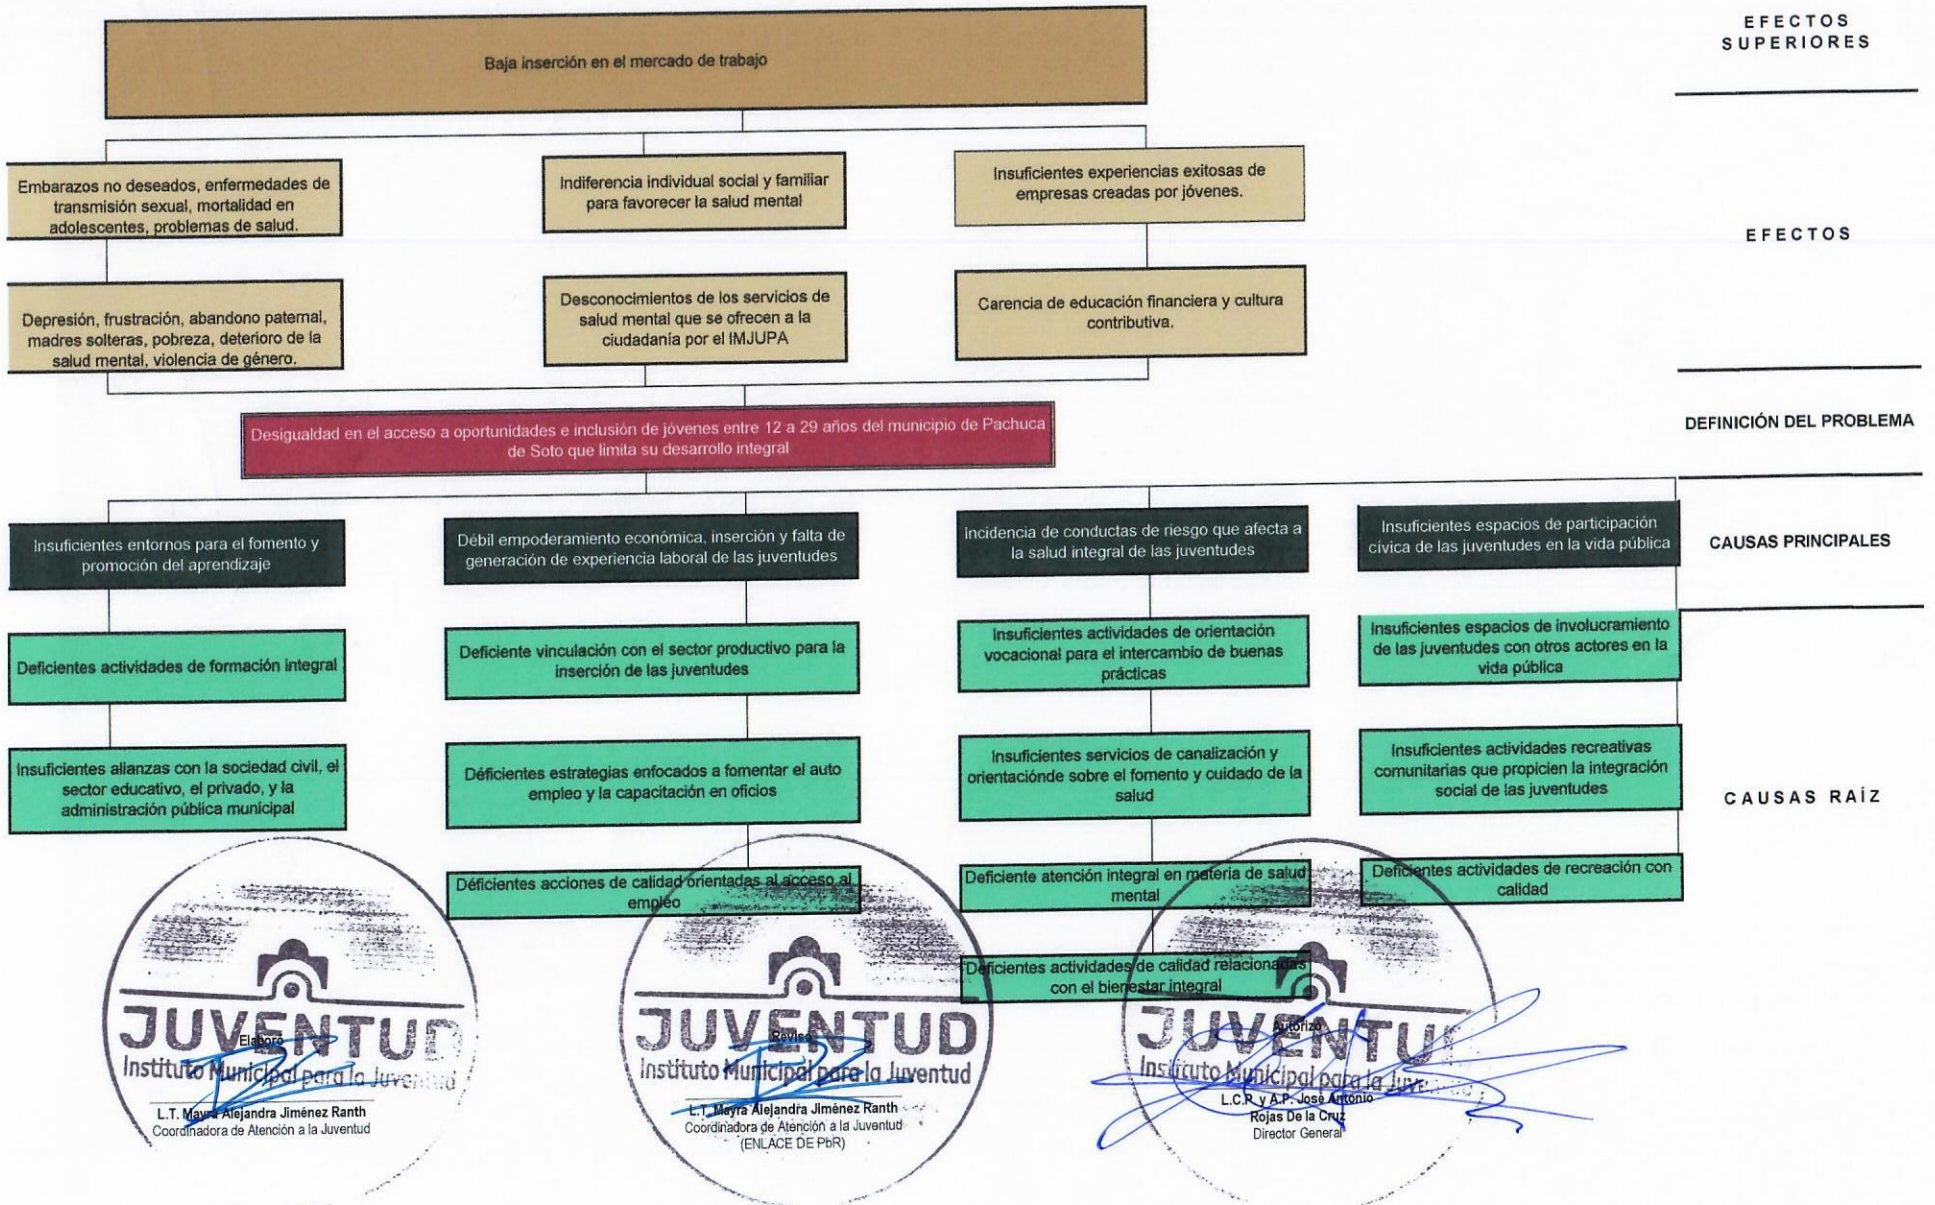 EFECTOS
SUPERIORES
Baja inserción en el mercado de trabajo
Embarazos no deseados, enfermedades de
transmisión sexual, mortalidad en
adolescentes, problemas de salud.
Indiferencia individual social y familiar
para favorecer la salud mental
Insuficientes experiencias exitosas de
empresas creadas por jóvenes.
EFECTOS
Depresión, frustración, abandono paternal,
madres solteras, pobreza, deterioro de la
salud mental, violencia de género.
Desconocimientos de los servicios de
salud mental que se ofrecen a la
ciudadanía por el IMJUPA
Carencia de educación financiera y cultura
contributiva.
Desigualdad en el acceso a oportunidades e inclusión de jóvenes entre 12 a 29 años del municipio de Pachuca
de Soto que limita su desarrollo integral
DEFINICIÓN DEL PROBLEMA
Insuficientes entornos para el fomento y
promoción del aprendizaje
Débil empoderamiento económica, inserción y falta de
generación de experiencia laboral de las juventudes
Incidencia de conductas de riesgo que afecta a
la salud integral de las juventudes
Insuficientes espacios de participación
cívica de las juventudes en la vida pública
CAUSAS PRINCIPALES
Deficientes actividades de formación integral
Deficiente vinculación con el sector productivo para la
inserción de las juventudes
Insuficientes actividades de orientación
vocacional para el intercambio de buenas
prácticas
Insuficientes espacios de involucramiento
de las juventudes con otros actores en la
vida pública
Insuficientes alianzas con la sociedad civil, el
sector educativo, el privado, y la
administración pública municipal
Déficientes estrategias enfocados a fomentar el auto
empleo y la capacitación en oficios
Insuficientes servicios de canalización y
orientaciónde sobre el fomento y cuidado de la
salud
Insuficientes actividades recreativas
comunitarias que propicien la integración
social de las juventudes
CAUSAS RAÍZ
Déficientes acciones de calidad orientadas al acceso al
empléo
Deficiente atención integral en materia de salud
mental
Deficientes actividades de recreación con
calidad
Deficientes actividades de calidad relacionadas
con el bienestar integral
JUVENTUD
Elaboró
Instituto Municipal para la Juventud
L.T. Mayra Alejandra Jiménez Ranth
Coordinadora de Atención a la Juventud
JUVENTUD
Revisó
Instituto Municipal para la Juventud
L.T. Mayra Alejandra Jiménez Ranth
Coordinadora de Atención a la Juventud
(ENLACE DE PbR)
JUVENTU
Autorizó
Instituto Municipal para la Juve
L.C.P. y A.P. José Antonio
Rojas De la Cruz
Director General